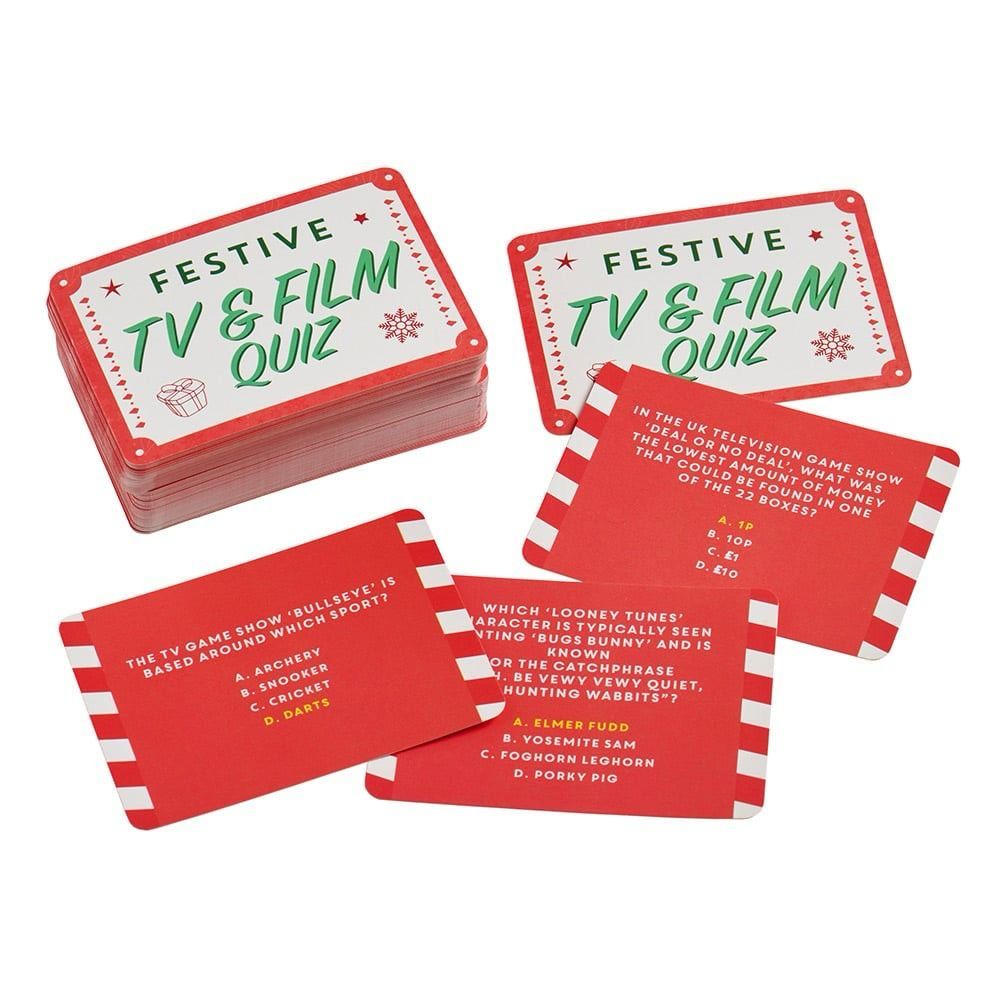 FESTIVE
TV & FILM
QUIZ
FESTIVE
TV & FILM
QUIZ
IN THE UK TELEVISION GAME SHOW
'DEAL OR NO DEAL', WHAT WAS
THE LOWEST AMOUNT OF MONEY
THAT COULD BE FOUND IN ONE
OF THE 22 BOXES?
A. 1P
B. 10P
C. £1
D. £10
THE TV GAME SHOW 'BULLSEYE' IS
BASED AROUND WHICH SPORT?
A. ARCHERY
B. SNOOKER
C. CRICKET
D. DARTS
WHICH 'LOONEY TUNES'
IS TYPICALLY SEEN
'BUGS BUNNY' AND IS
KNOWN
THE CATCHPHRASE
BE VEWY VEWY QUIET,
HUNTING WABBITS"?
A. ELMER FUDD
B. YOSEMITE SAM
C. FOGHORN LEGHORN
D. PORKY PIG